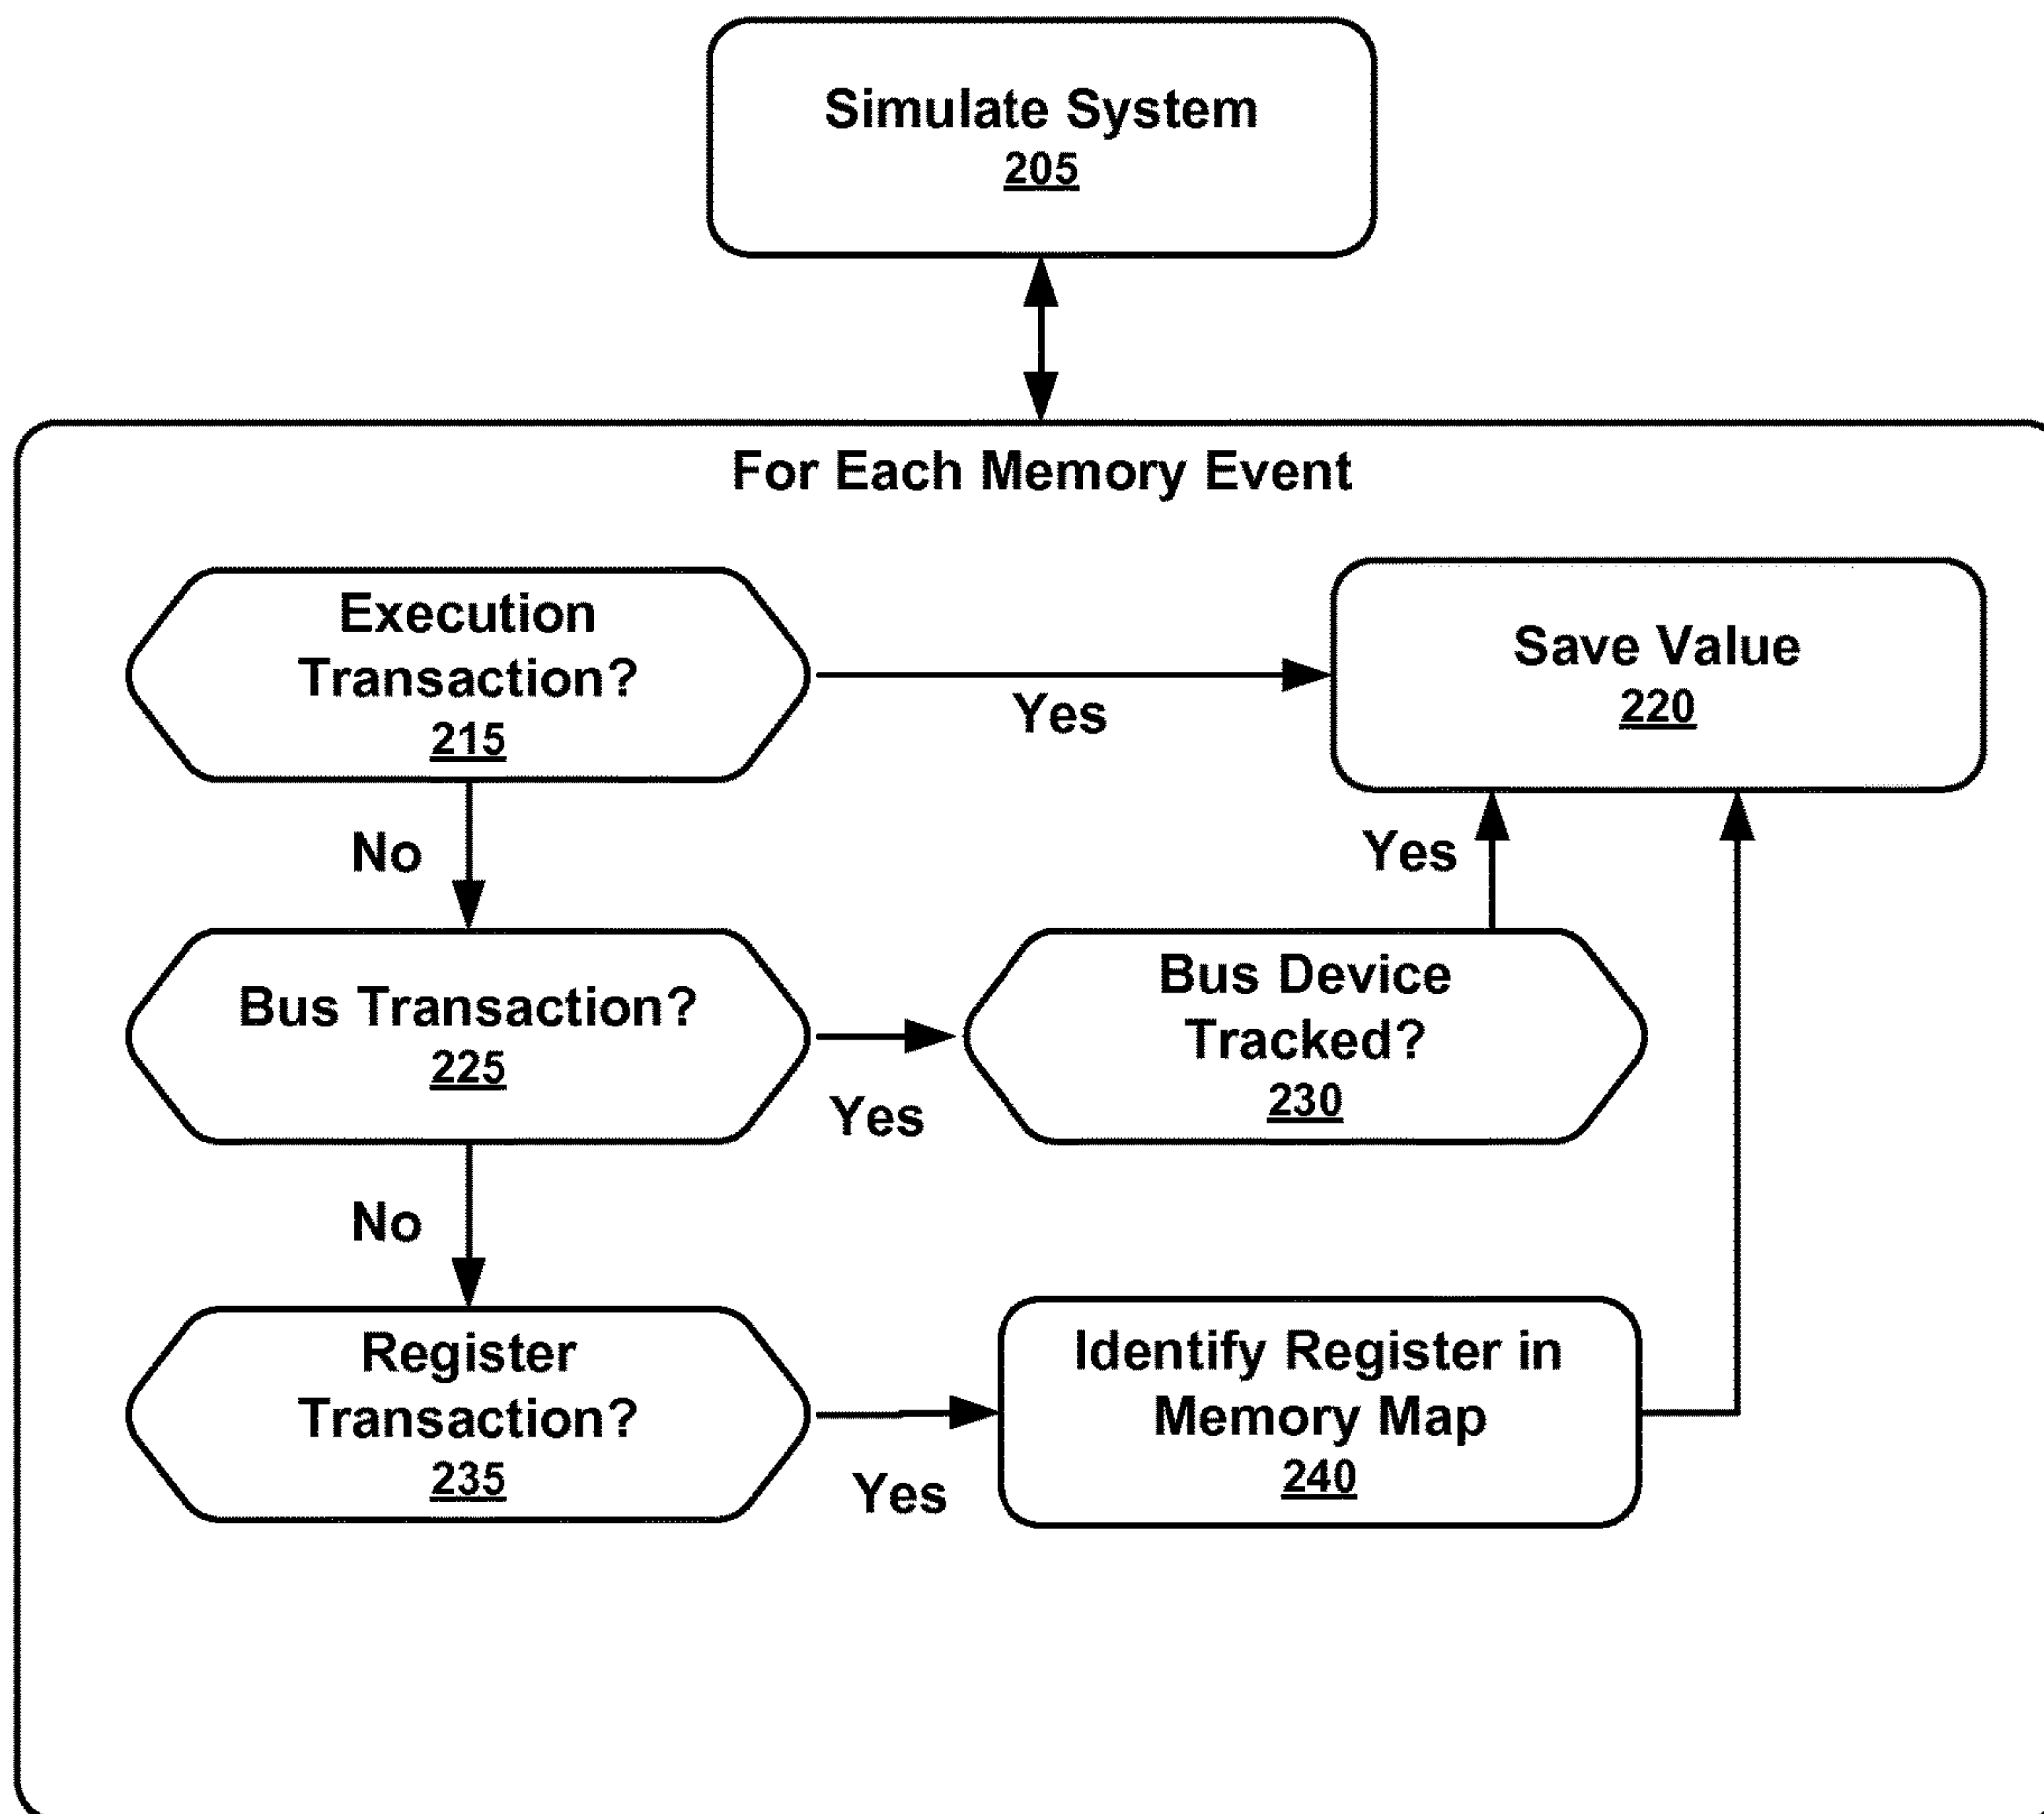 Simulate System
205
For Each Memory Event
Execution
Transaction?
215
Yes
Save Value
220
No
Yes
Bus Transaction?
225
Yes
Bus Device
Tracked?
230
No
Register
Transaction?
235
Yes
Identify Register in
Memory Map
240